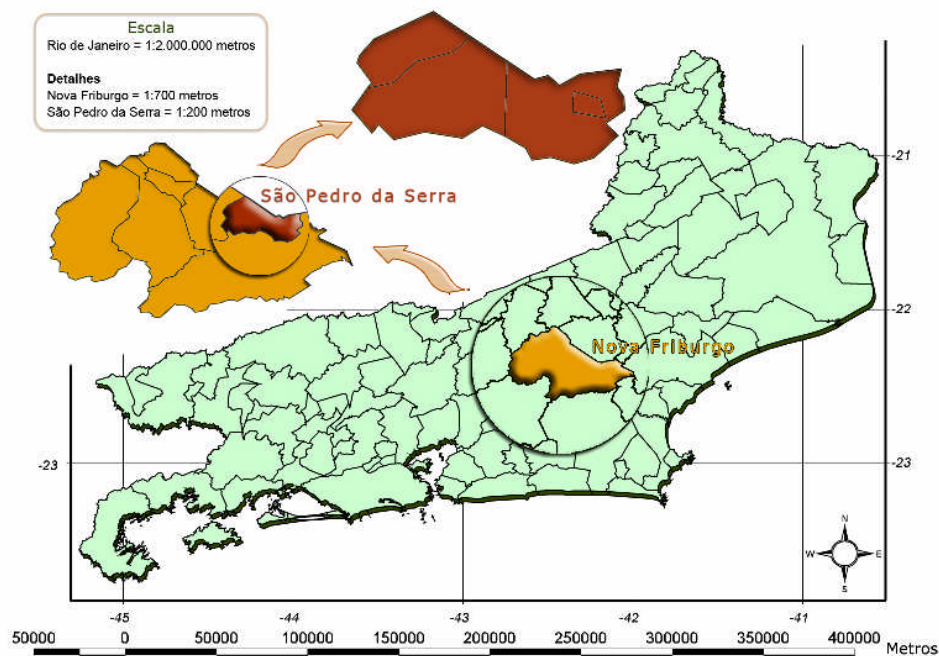 Escala
Rio de Janeiro = 1:2.000.000 metros
Detalhes
Nova Friburgo = 1:700 metros
São Pedro da Serra = 1:200 metros
-21
São Pedro da Serra
-22
Nova Friburgo
-23
-23
N
W
E
S
-45
-44
-43
-42
-41
50000 0 50000 100000 150000 200000 250000 300000 350000 400000
Metros